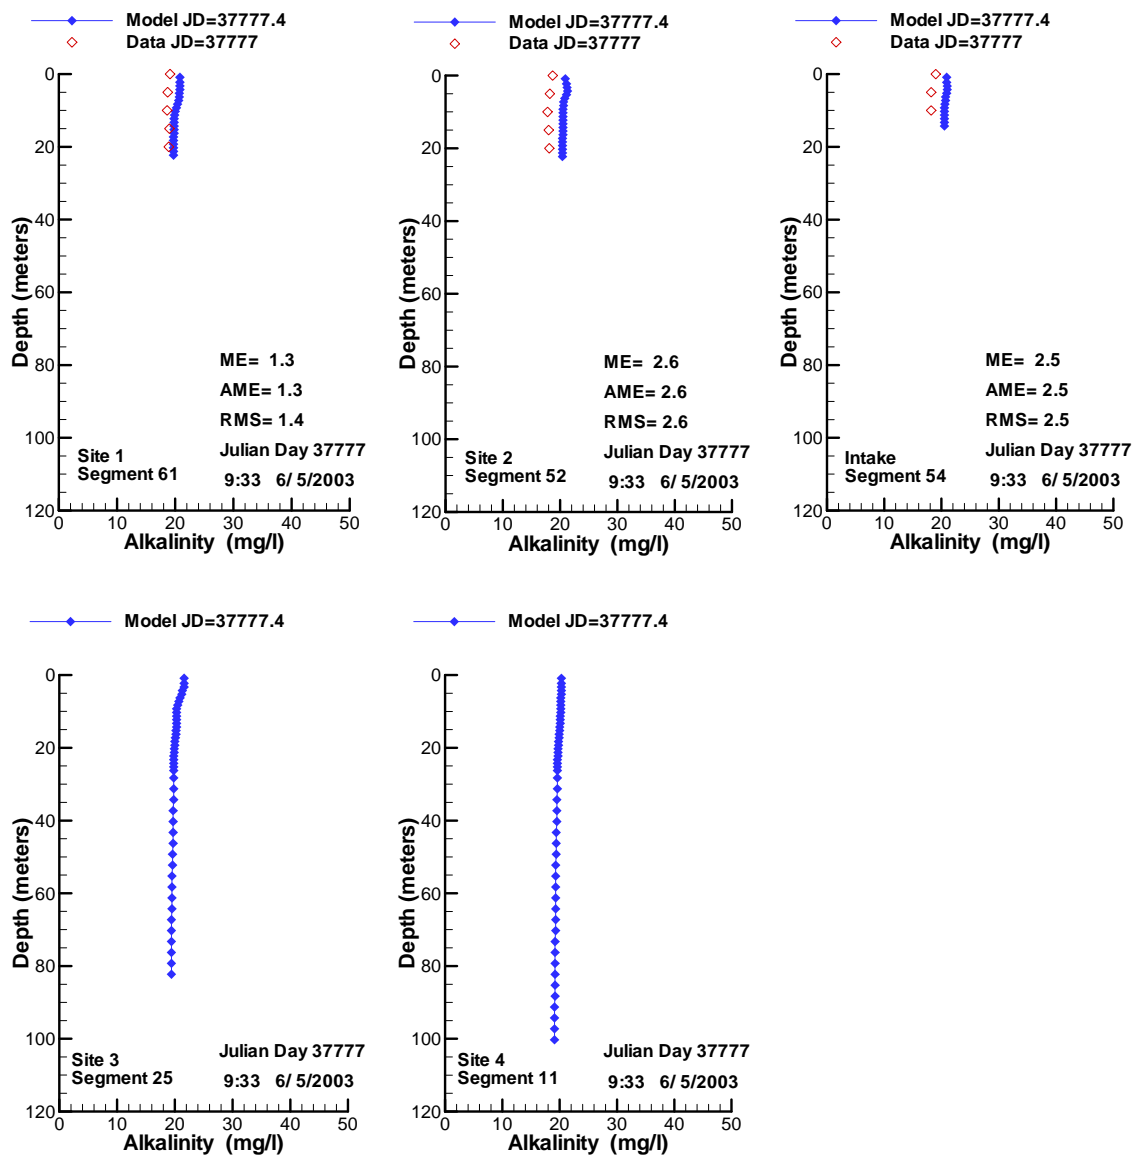 Model JD=37777.4
Data JD=37777
0
20
40
60
80
100
120
Depth (meters)
ME= 1.3
AME= 1.3
RMS= 1.4
Julian Day 37777
9:33 6/ 5/2003
Site 1
Segment 61
0 10 20 30 40 50
Alkalinity (mg/l)
Model JD=37777.4
Data JD=37777
0
20
40
60
80
100
120
Depth (meters)
ME= 2.6
AME= 2.6
RMS= 2.6
Julian Day 37777
9:33 6/ 5/2003
Site 2
Segment 52
0 10 20 30 40 50
Alkalinity (mg/l)
Model JD=37777.4
Data JD=37777
0
20
40
60
80
100
120
Depth (meters)
ME= 2.5
AME= 2.5
RMS= 2.5
Julian Day 37777
9:33 6/ 5/2003
Intake
Segment 54
0 10 20 30 40 50
Alkalinity (mg/l)
Model JD=37777.4
0
20
40
60
80
100
120
Depth (meters)
Julian Day 37777
9:33 6/ 5/2003
Site 3
Segment 25
0 10 20 30 40 50
Alkalinity (mg/l)
Model JD=37777.4
0
20
40
60
80
100
120
Depth (meters)
Julian Day 37777
9:33 6/ 5/2003
Site 4
Segment 11
0 10 20 30 40 50
Alkalinity (mg/l)